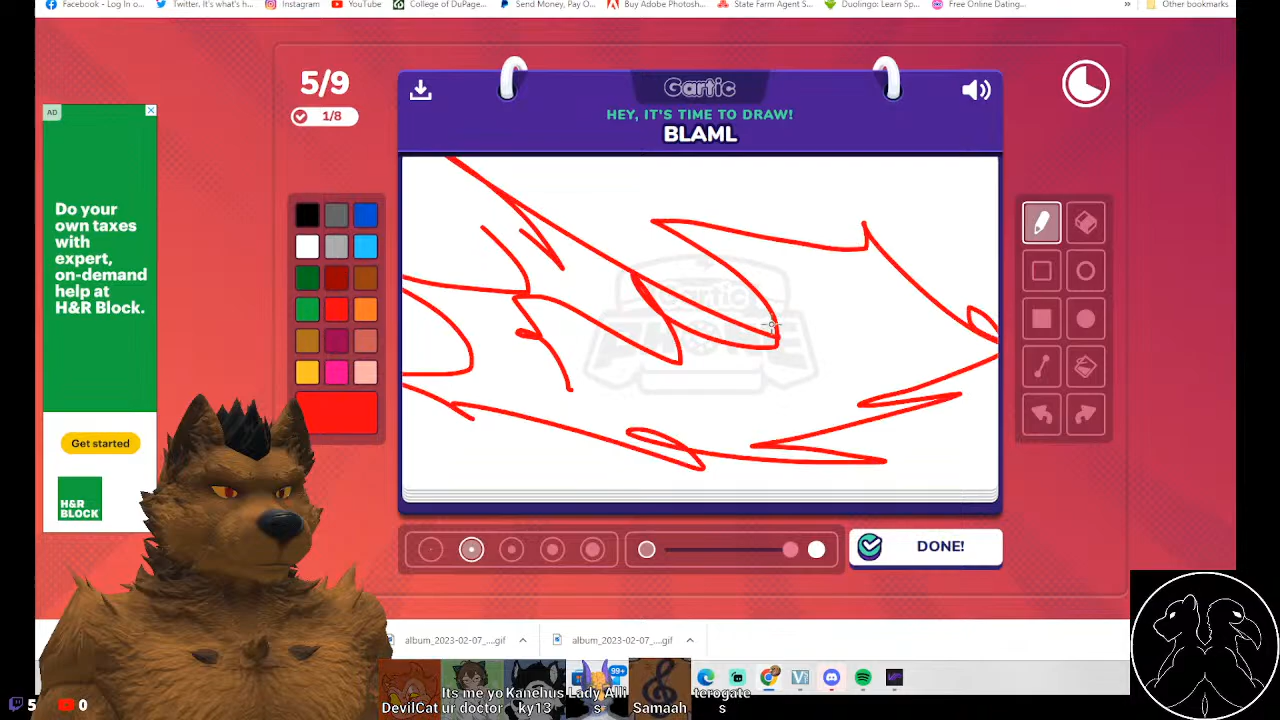 Facebook - Log In o... Twitter. It's what's h... Instagram YouTube College of DuPage... Send Money, Pay O... Buy Adobe Photosh... State Farm Agent S... Duolingo: Learn Sp... Free Online Dating... » Other bookmarks
5/9
1/8
Gartic
HEY, IT'S TIME TO DRAW!
BLAML
AD
Do your
own taxes
with
expert,
on-demand
help at
H&R Block.
Get started
H&R
BLOCK
Gartic
PHONE
DONE!
album_2023-02-07_....gif album_2023-02-07_....gif
99+
DevilCat
Its me yo
ur doctor
Kanehus
ky13
Lady Alli
s
Samaah
terogate
s
5 0